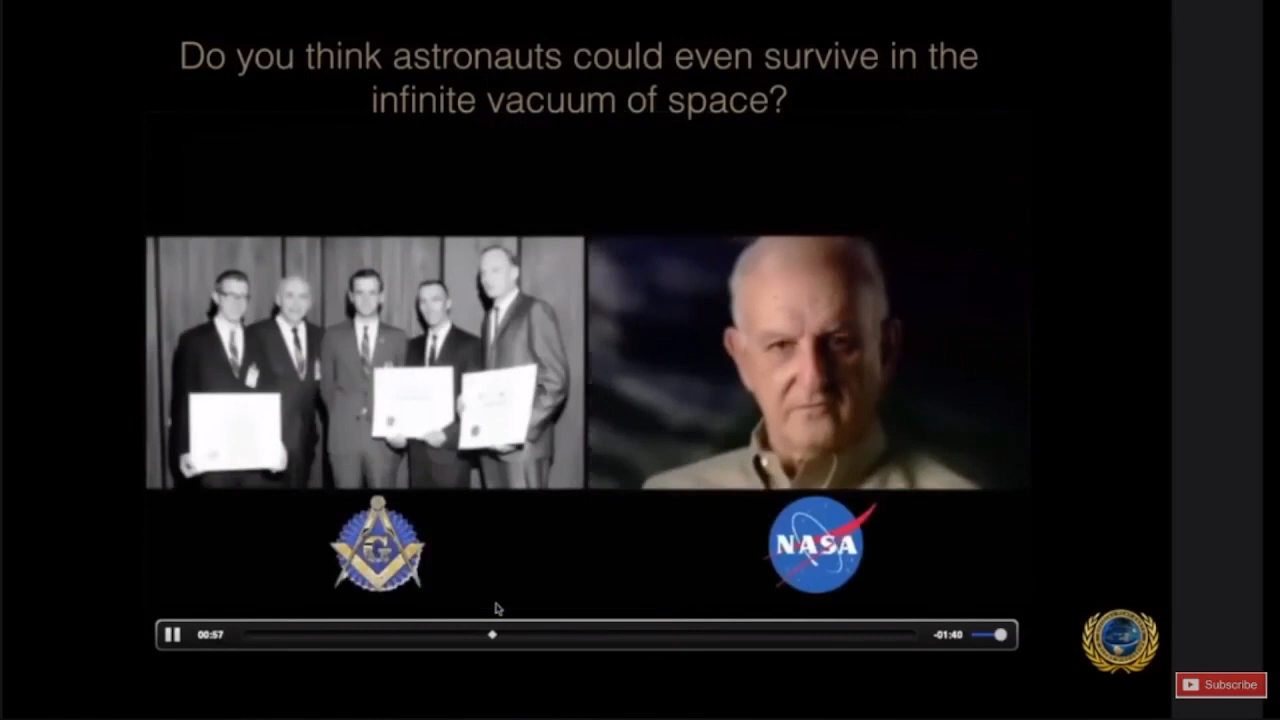 Do you think astronauts could even survive in the
infinite vacuum of space?
G
NASA
00:57
-01:40
Subscribe